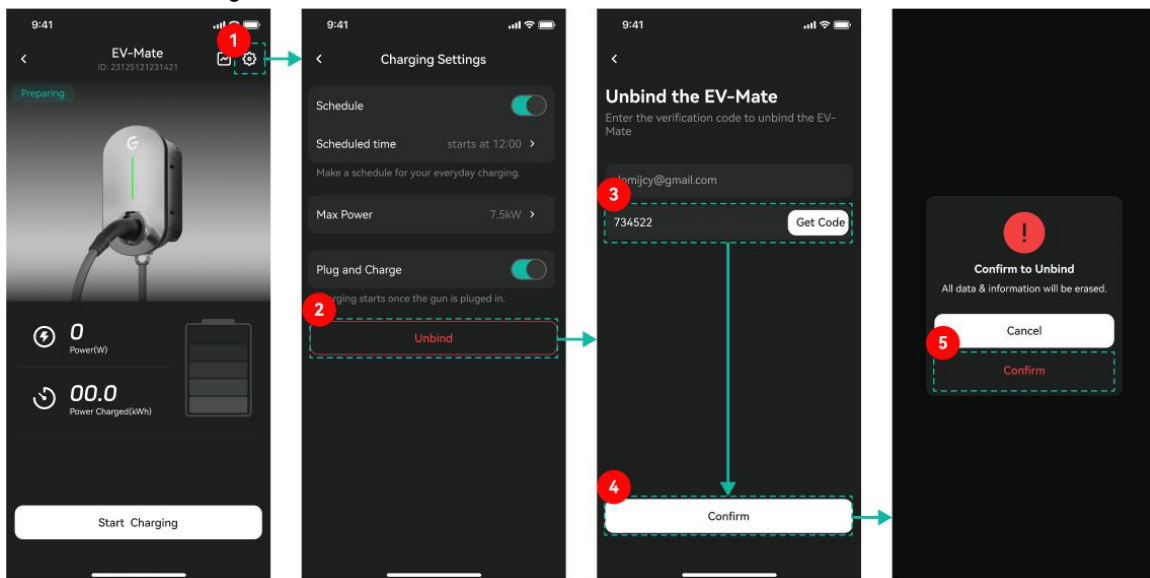 9:41
EV-Mate
ID: 23125121231421
1
Preparing
0
Power(W)
00.0
Power Charged(kWh)
Start Charging
9:41
Charging Settings
Schedule
Scheduled time starts at 12:00
Make a schedule for your everyday charging.
Max Power 7.5kW
Plug and Charge
rging starts once the gun is pluged in.
2
Unbind
9:41
Unbind the EV-Mate
Enter the verification code to unbind the EV-
Mate
omijcy@gmail.com
3
734522 Get Code
4
Confirm
!
Confirm to Unbind
All data & information will be erased.
Cancel
5
Confirm